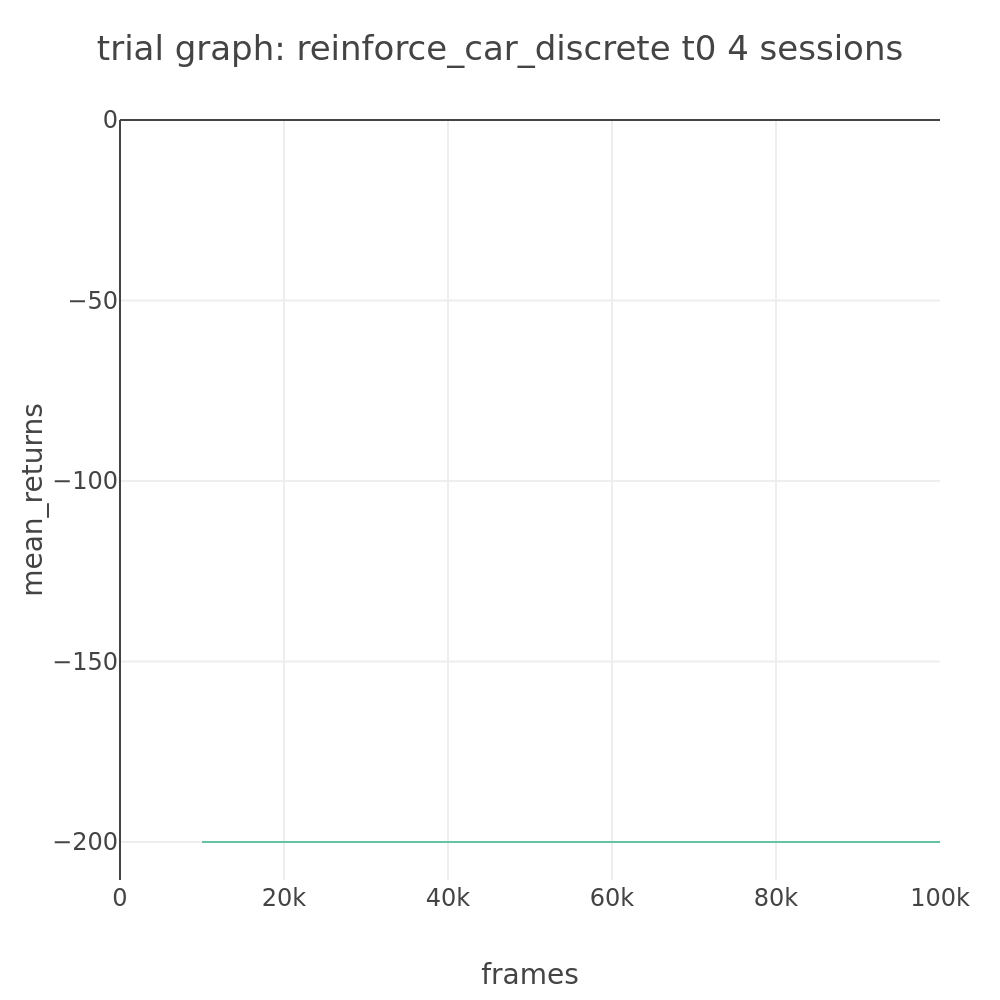 trial graph: reinforce_car_discrete t0 4 sessions
0
−50
−100
−150
−200
mean_returns
0 20k 40k 60k 80k 100k
frames